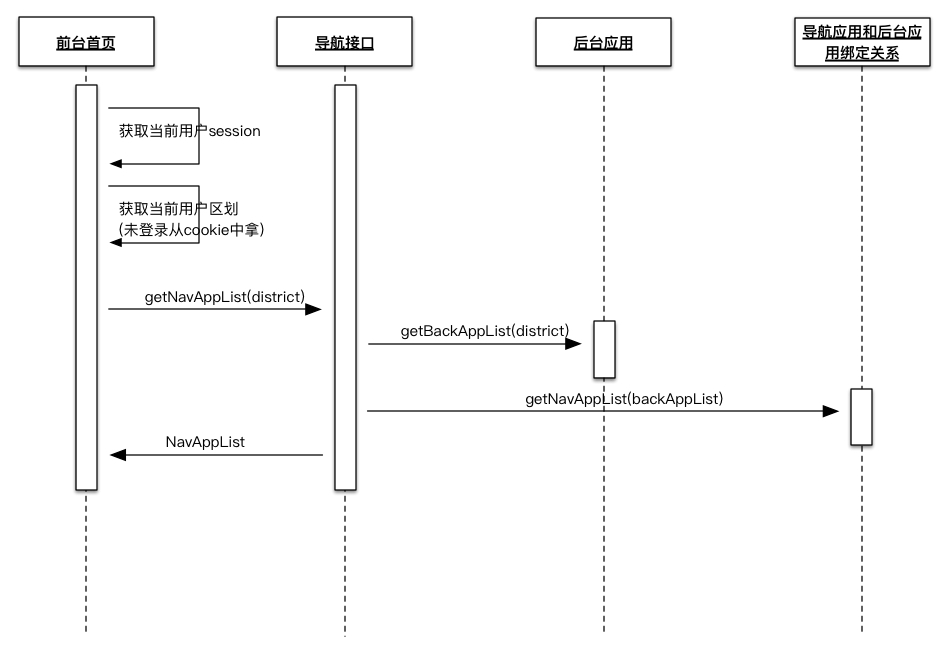 前台首页
导航接口
后台应用
导航应用和后台应
用绑定关系
获取当前用户session
获取当前用户区划
(未登录从cookie中拿)
getNavAppList(district)
getBackAppList(district)
getNavAppList(backAppList)
NavAppList